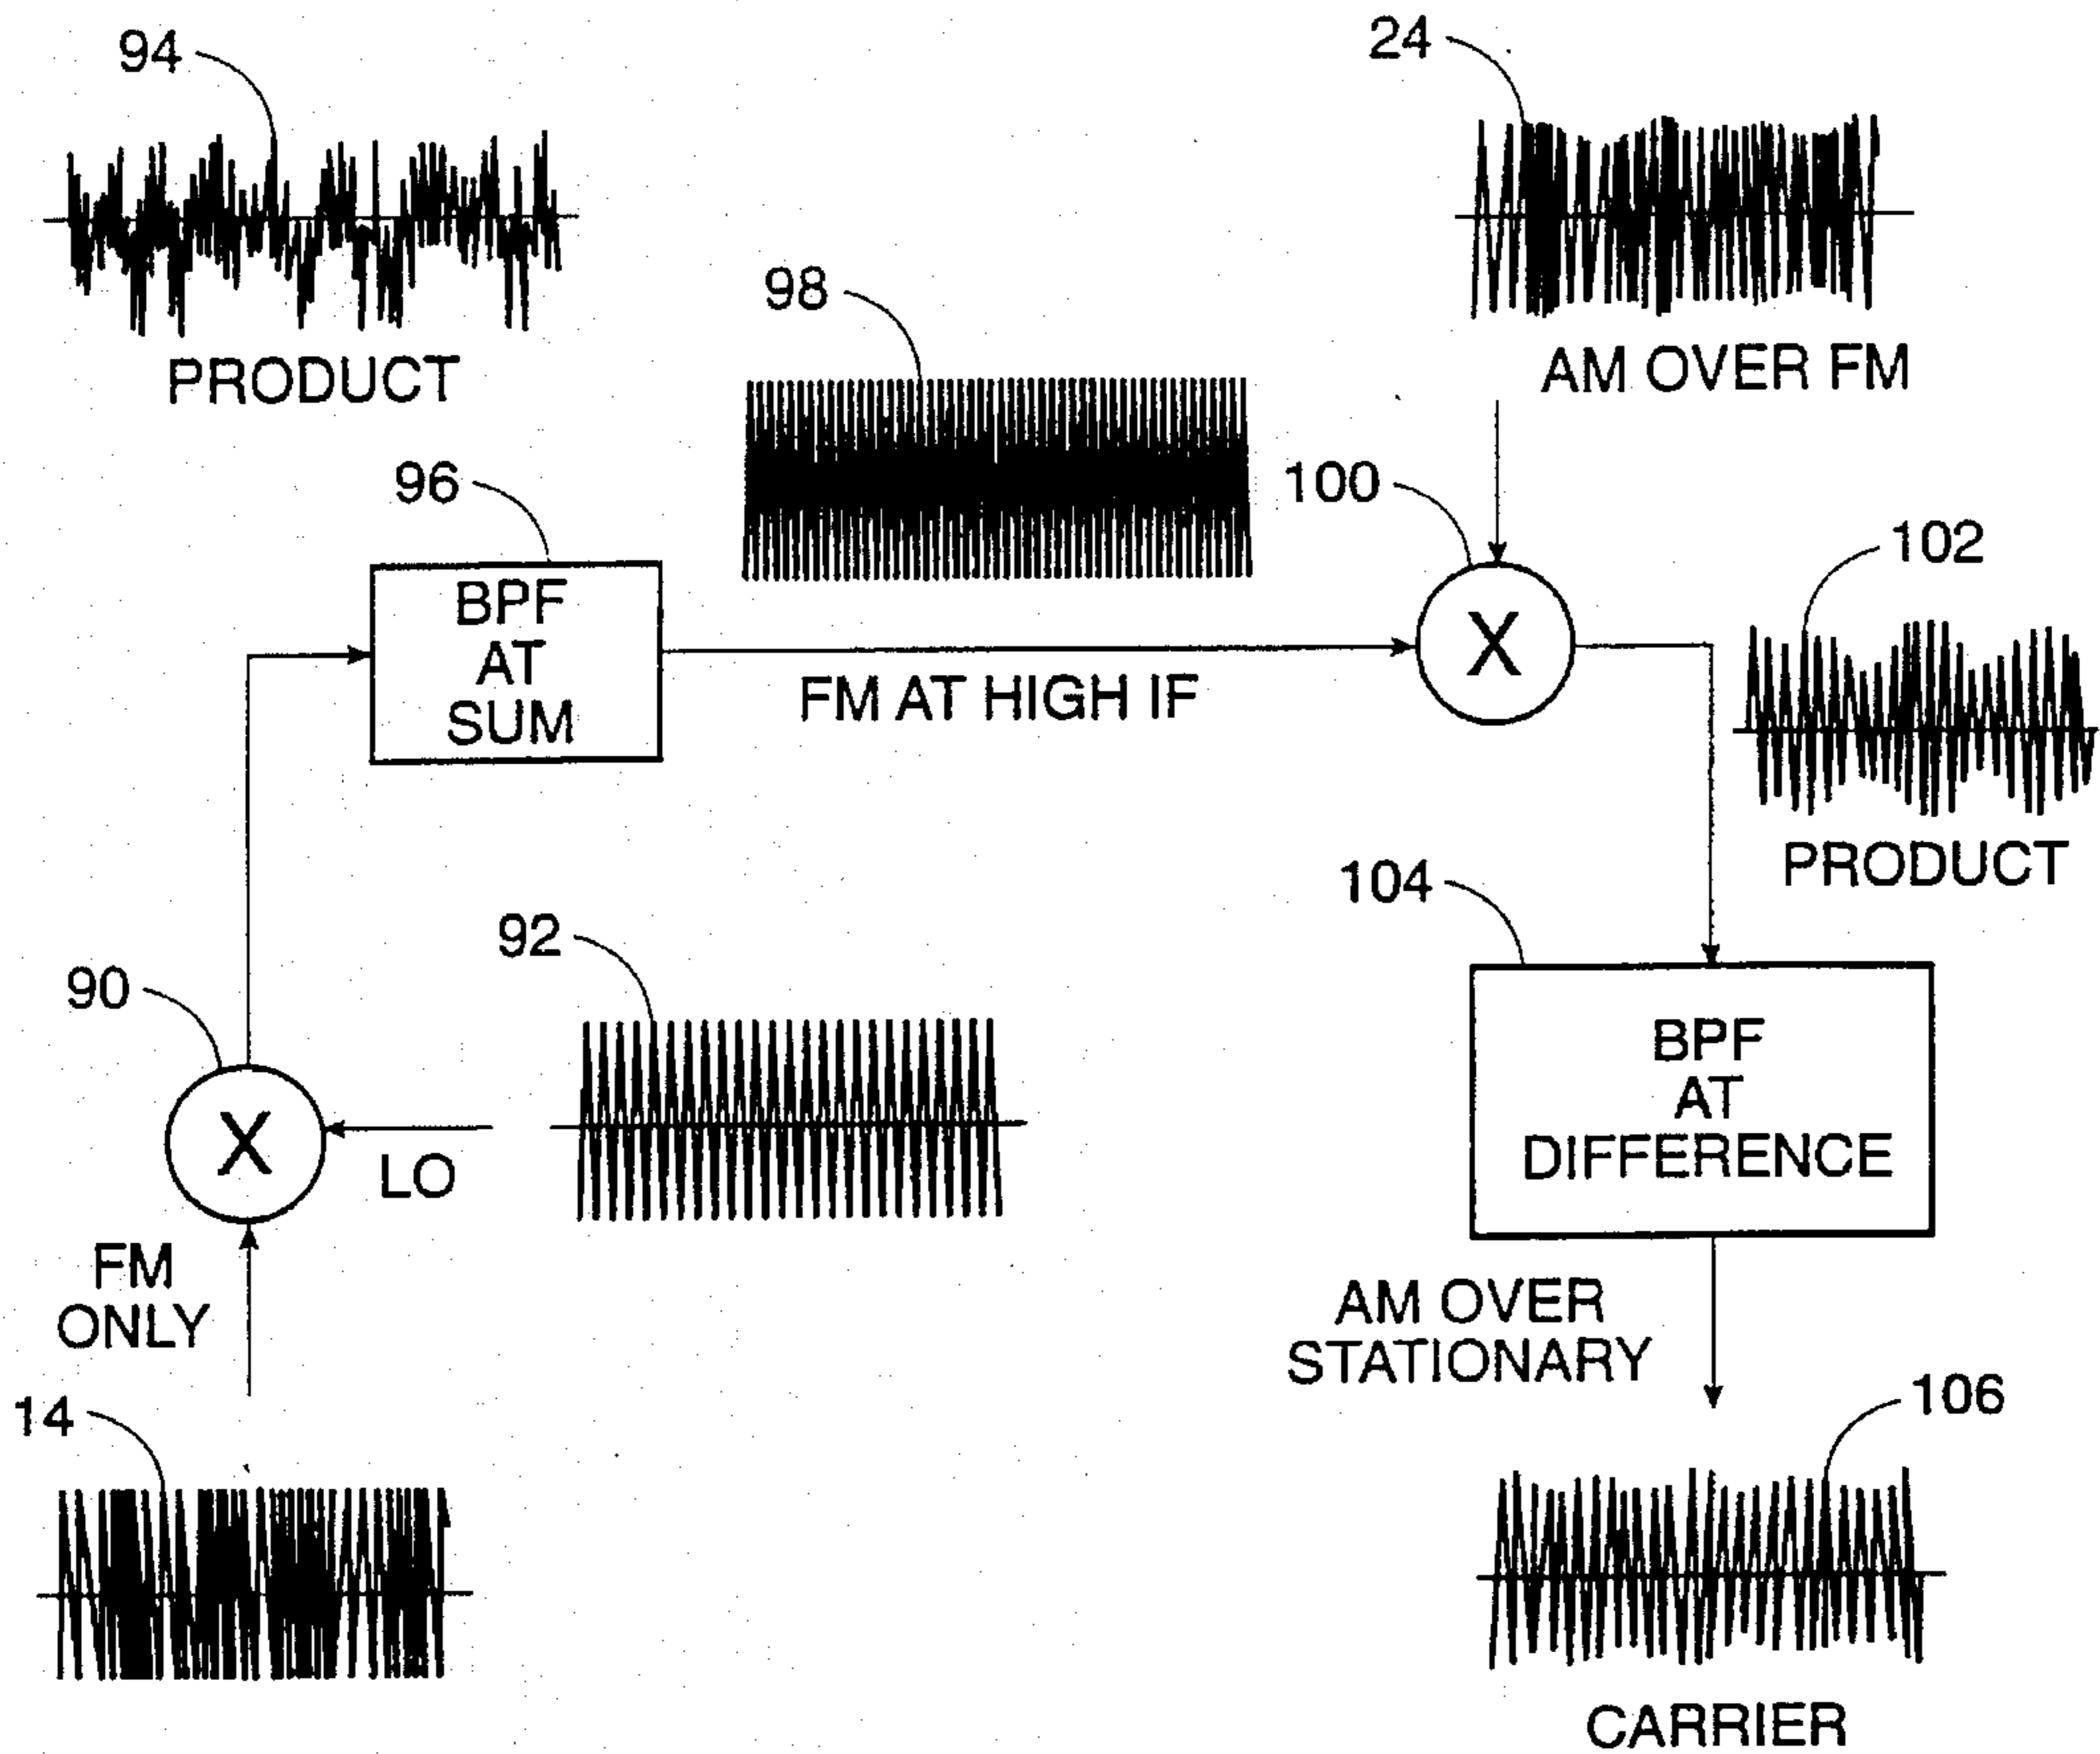 94
24
PRODUCT
98
AM OVER FM
96
100
102
BPF
AT
SUM
X
FM AT HIGH IF
PRODUCT
104
92
90
BPF
AT
DIFFERENCE
X
LO
FM
ONLY
AM OVER
STATIONARY
14
106
CARRIER